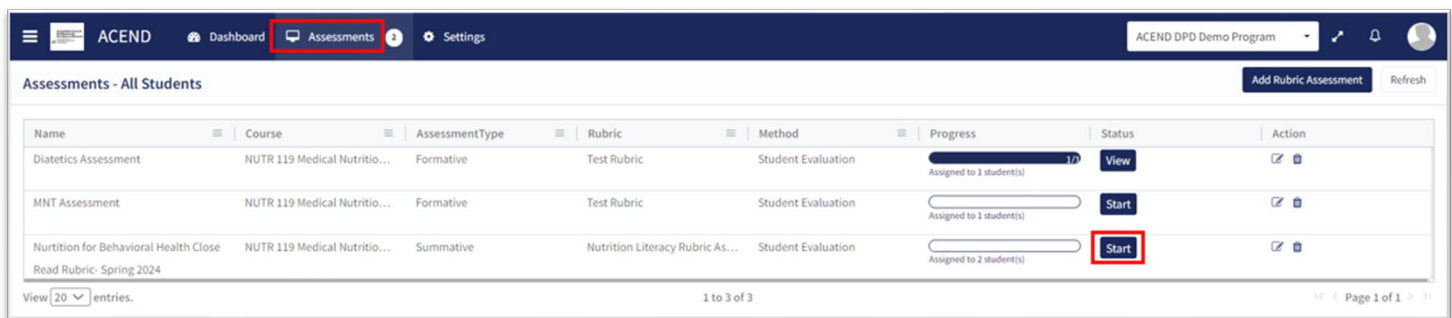 ACEND Dashboard Assessments 2 Settings ACEND DPD Demo Program
Assessments - All Students Add Rubric Assessment Refresh
Name Course AssessmentType Rubric Method Progress Status Action
Diatetics Assessment NUTR 119 Medical Nutritio... Formative Test Rubric Student Evaluation 1/1 View
Assigned to 1 student(s)
MNT Assessment NUTR 119 Medical Nutritio... Formative Test Rubric Student Evaluation Start
Assigned to 1 student(s)
Nurtition for Behavioral Health Close NUTR 119 Medical Nutritio... Summative Nutrition Literacy Rubric As... Student Evaluation Start
Read Rubric- Spring 2024 Assigned to 2 student(s)
View 20 entries. 1 to 3 of 3 Page 1 of 1